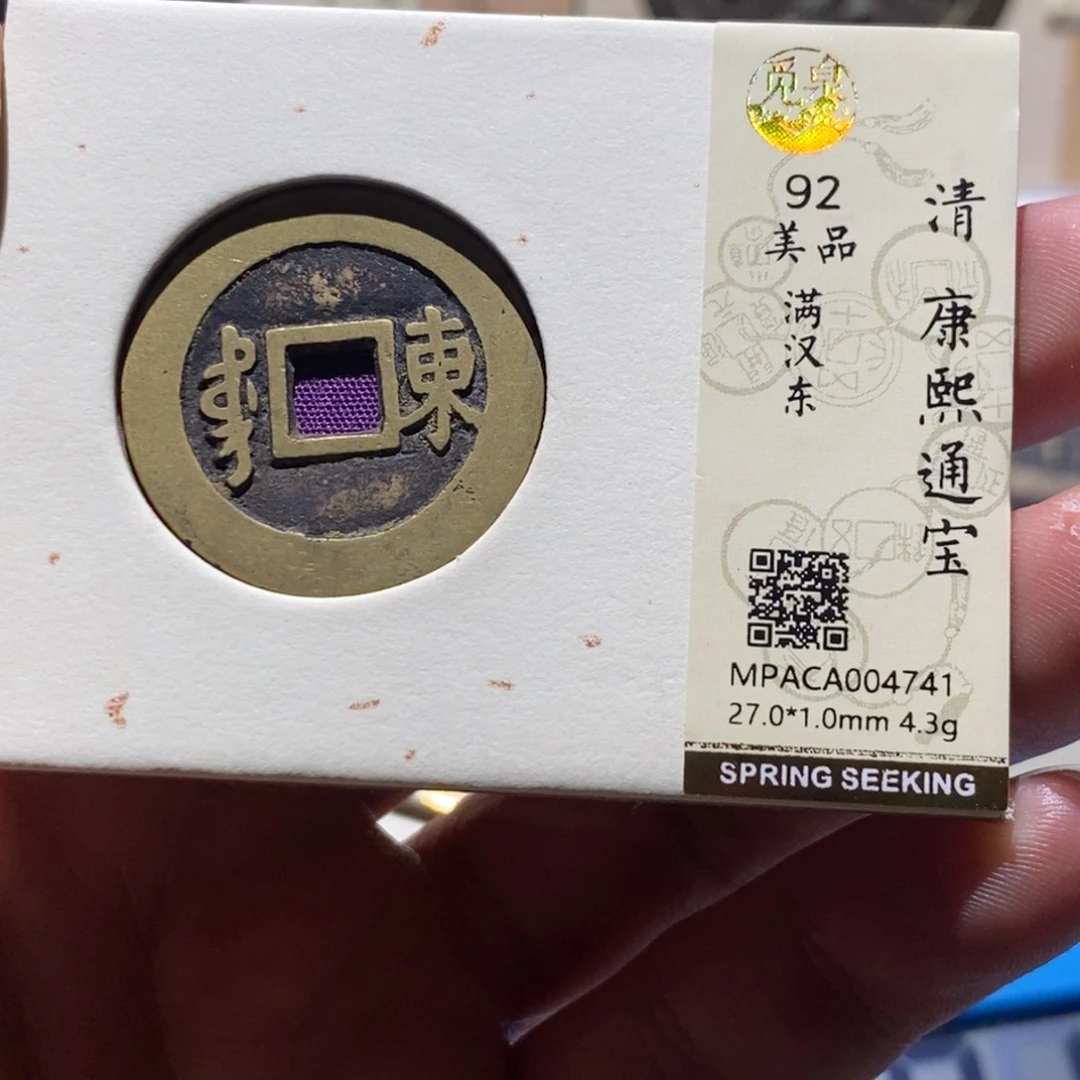 觅泉
92
美品
满汉东
清 康熙通宝
東
MPACA004741
27.0*1.0mm 4.3g
SPRING SEEKING